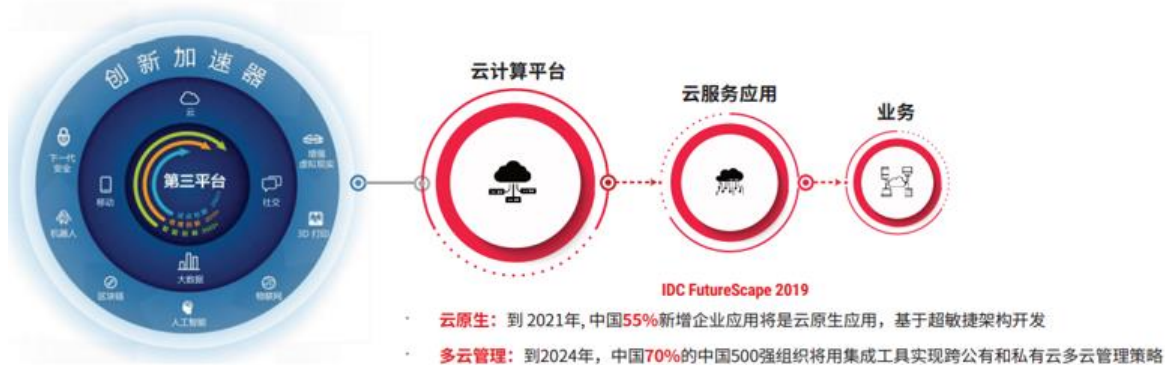 创新加速器
云
下一代
安全
增强
虚拟现实
移动
第三平台
社交
机器人
3D 打印
大数据
区块链
物联网
人工智能
云计算平台
云服务应用
业务
IDC FutureScape 2019
· 云原生：到 2021年, 中国55%新增企业应用将是云原生应用，基于超敏捷架构开发
· 多云管理：到2024年，中国70%的中国500强组织将用集成工具实现跨公有和私有云多云管理策略